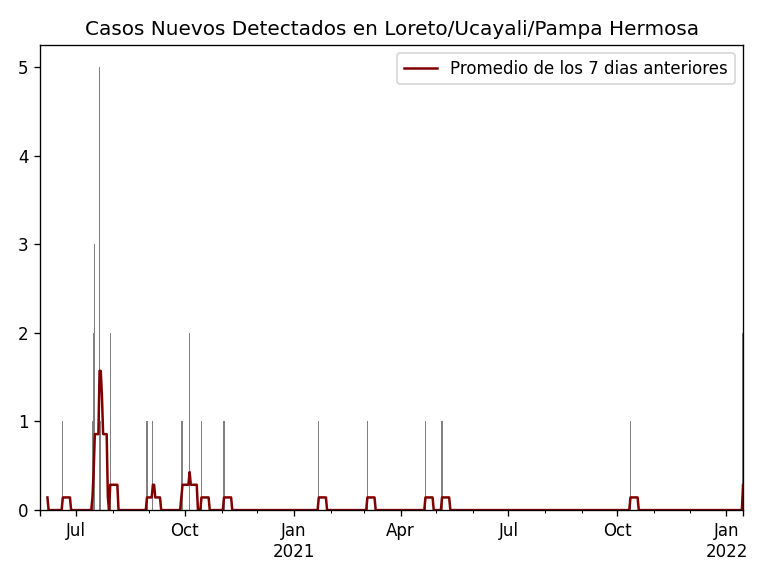 Casos Nuevos Detectados en Loreto/Ucayali/Pampa Hermosa
Promedio de los 7 dias anteriores
5
4
3
2
1
0
Jul
Oct
Jan
2021
Apr
Jul
Oct
Jan
2022